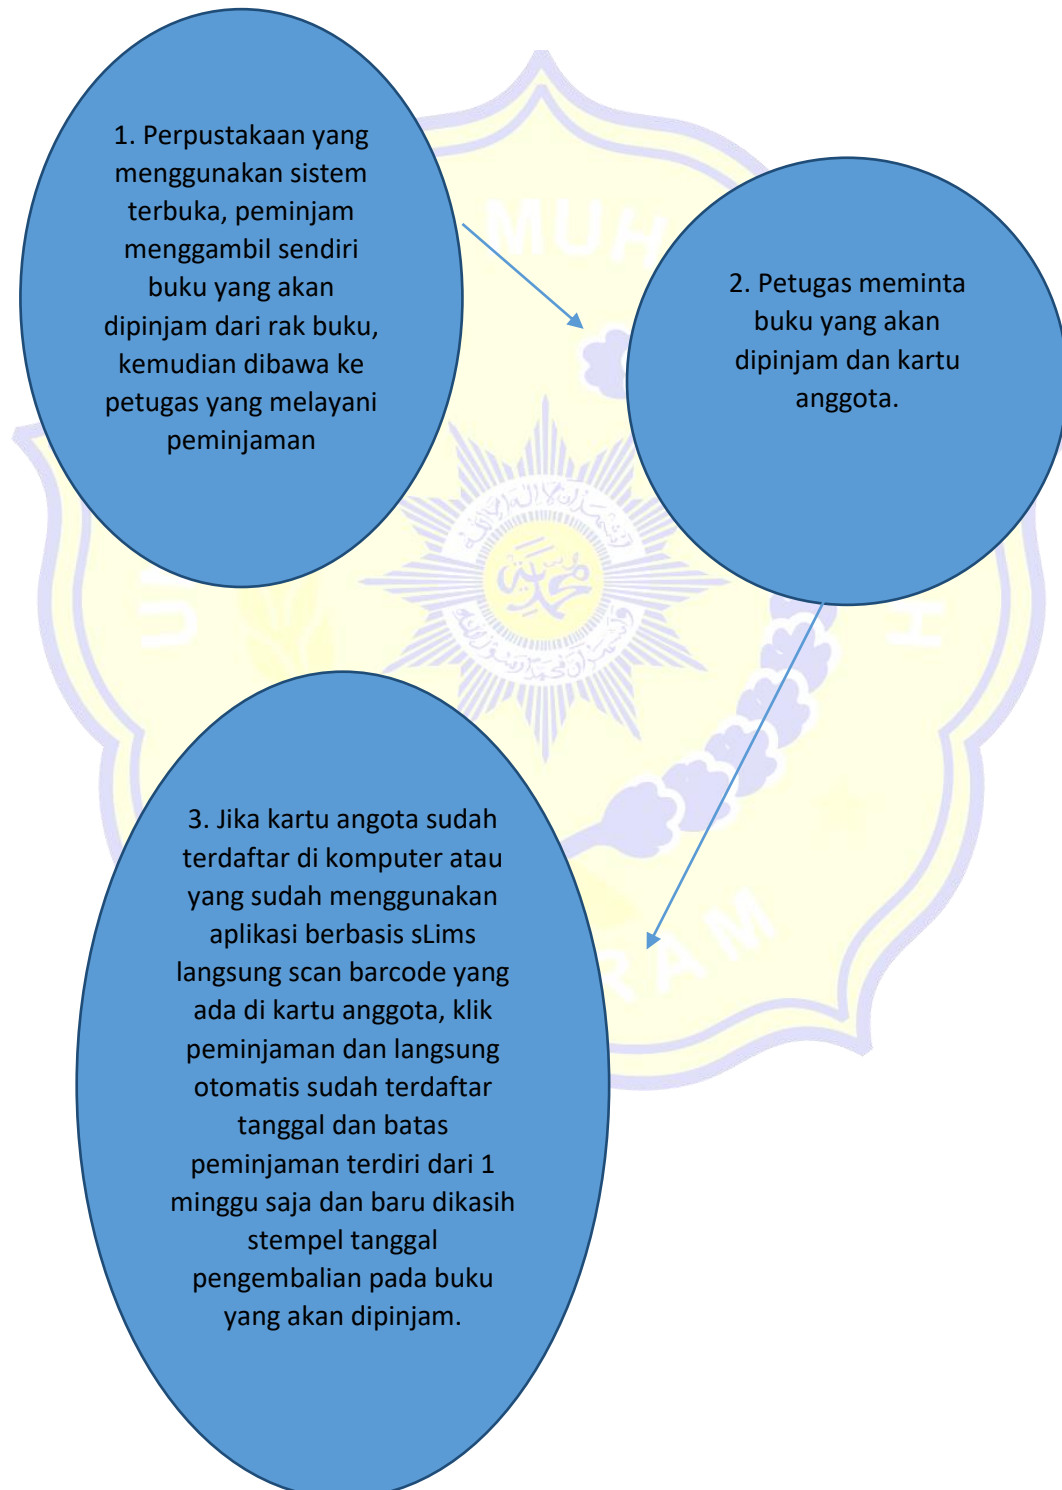 1. Perpustakaan yang
menggunakan sistem
terbuka, peminjam
menggambil sendiri
buku yang akan
dipinjam dari rak buku,
kemudian dibawa ke
petugas yang melayani
peminjaman
2. Petugas meminta
buku yang akan
dipinjam dan kartu
anggota.
3. Jika kartu angota sudah
terdaftar di komputer atau
yang sudah menggunakan
aplikasi berbasis sLims
langsung scan barcode yang
ada di kartu anggota, klik
peminjaman dan langsung
otomatis sudah terdaftar
tanggal dan batas
peminjaman terdiri dari 1
minggu saja dan baru dikasih
stempel tanggal
pengembalian pada buku
yang akan dipinjam.